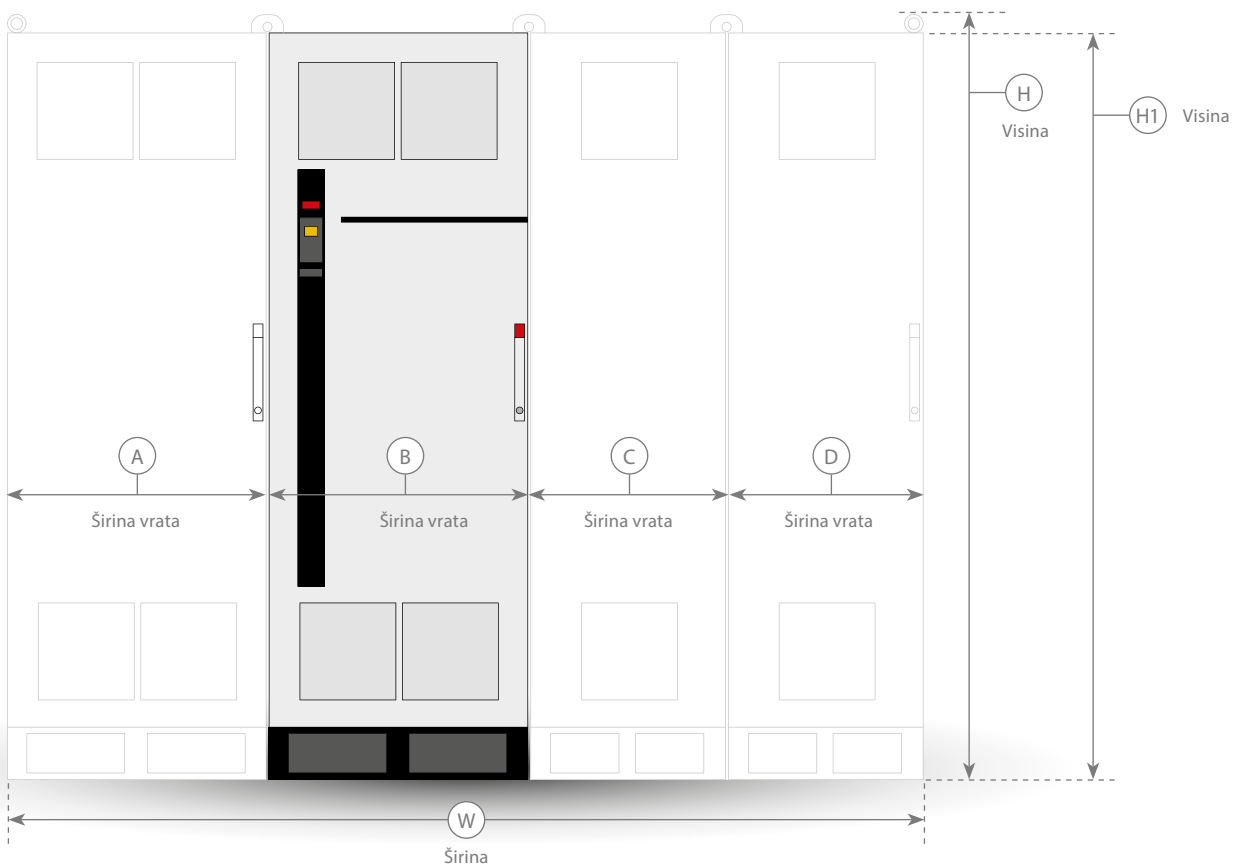 H
Visina
H1 Visina
A
B
C
D
Širina vrata
Širina vrata
Širina vrata
Širina vrata
W
Širina